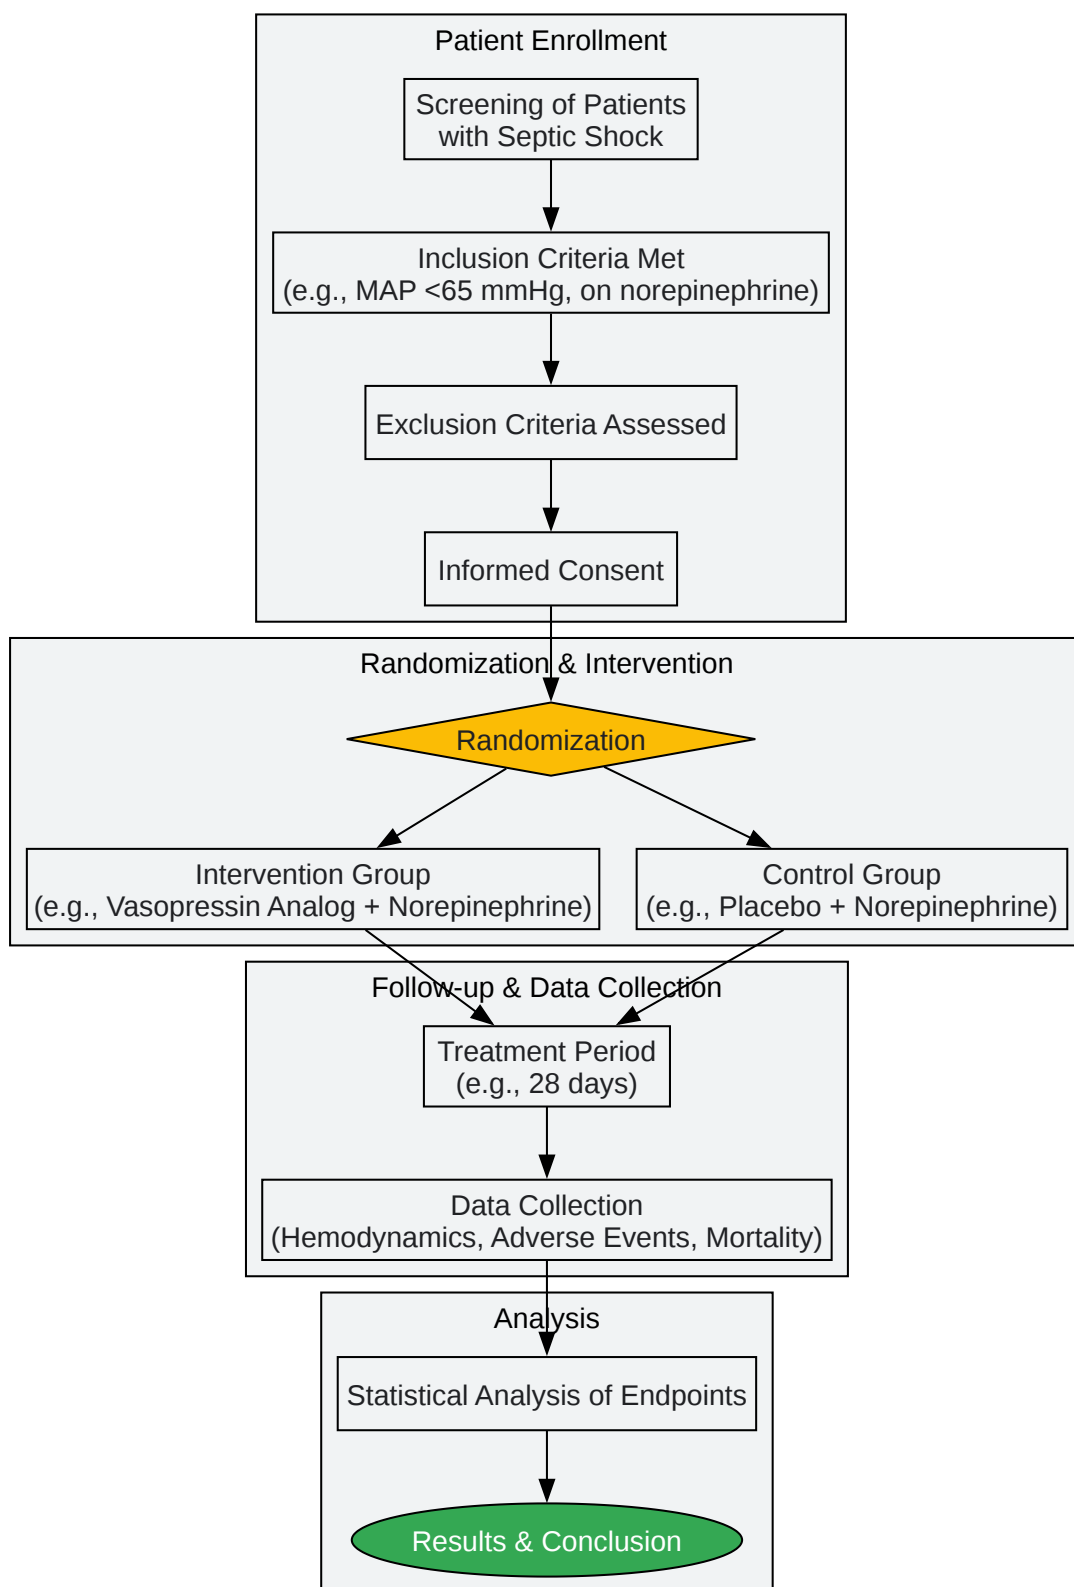 Patient Enrollment
Screening of Patients
with Septic Shock
Inclusion Criteria Met
(e.g., MAP <65 mmHg, on norepinephrine)
Exclusion Criteria Assessed
Informed Consent
Randomization & Intervention
Randomization
Intervention Group
(e.g., Vasopressin Analog + Norepinephrine)
Control Group
(e.g., Placebo + Norepinephrine)
Follow-up & Data Collection
Treatment Period
(e.g., 28 days)
Data Collection
(Hemodynamics, Adverse Events, Mortality)
Analysis
Statistical Analysis of Endpoints
Results & Conclusion